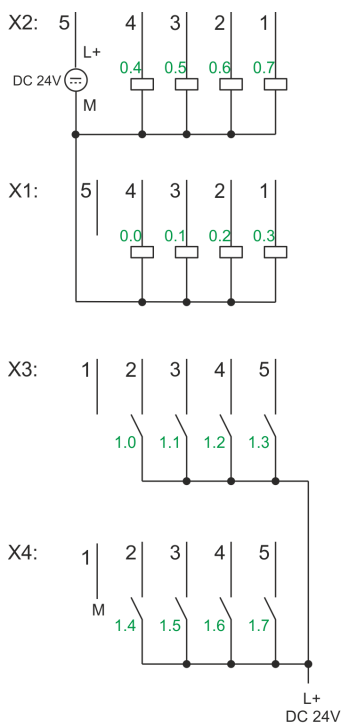 X2: 5 4 3 2 1
L+
DC 24V 0.4 0.5 0.6 0.7
M
X1: 5 4 3 2 1
0.0 0.1 0.2 0.3
X3: 1 2 3 4 5
1.0 1.1 1.2 1.3
X4: 1 2 3 4 5
M 1.4 1.5 1.6 1.7
L+
DC 24V